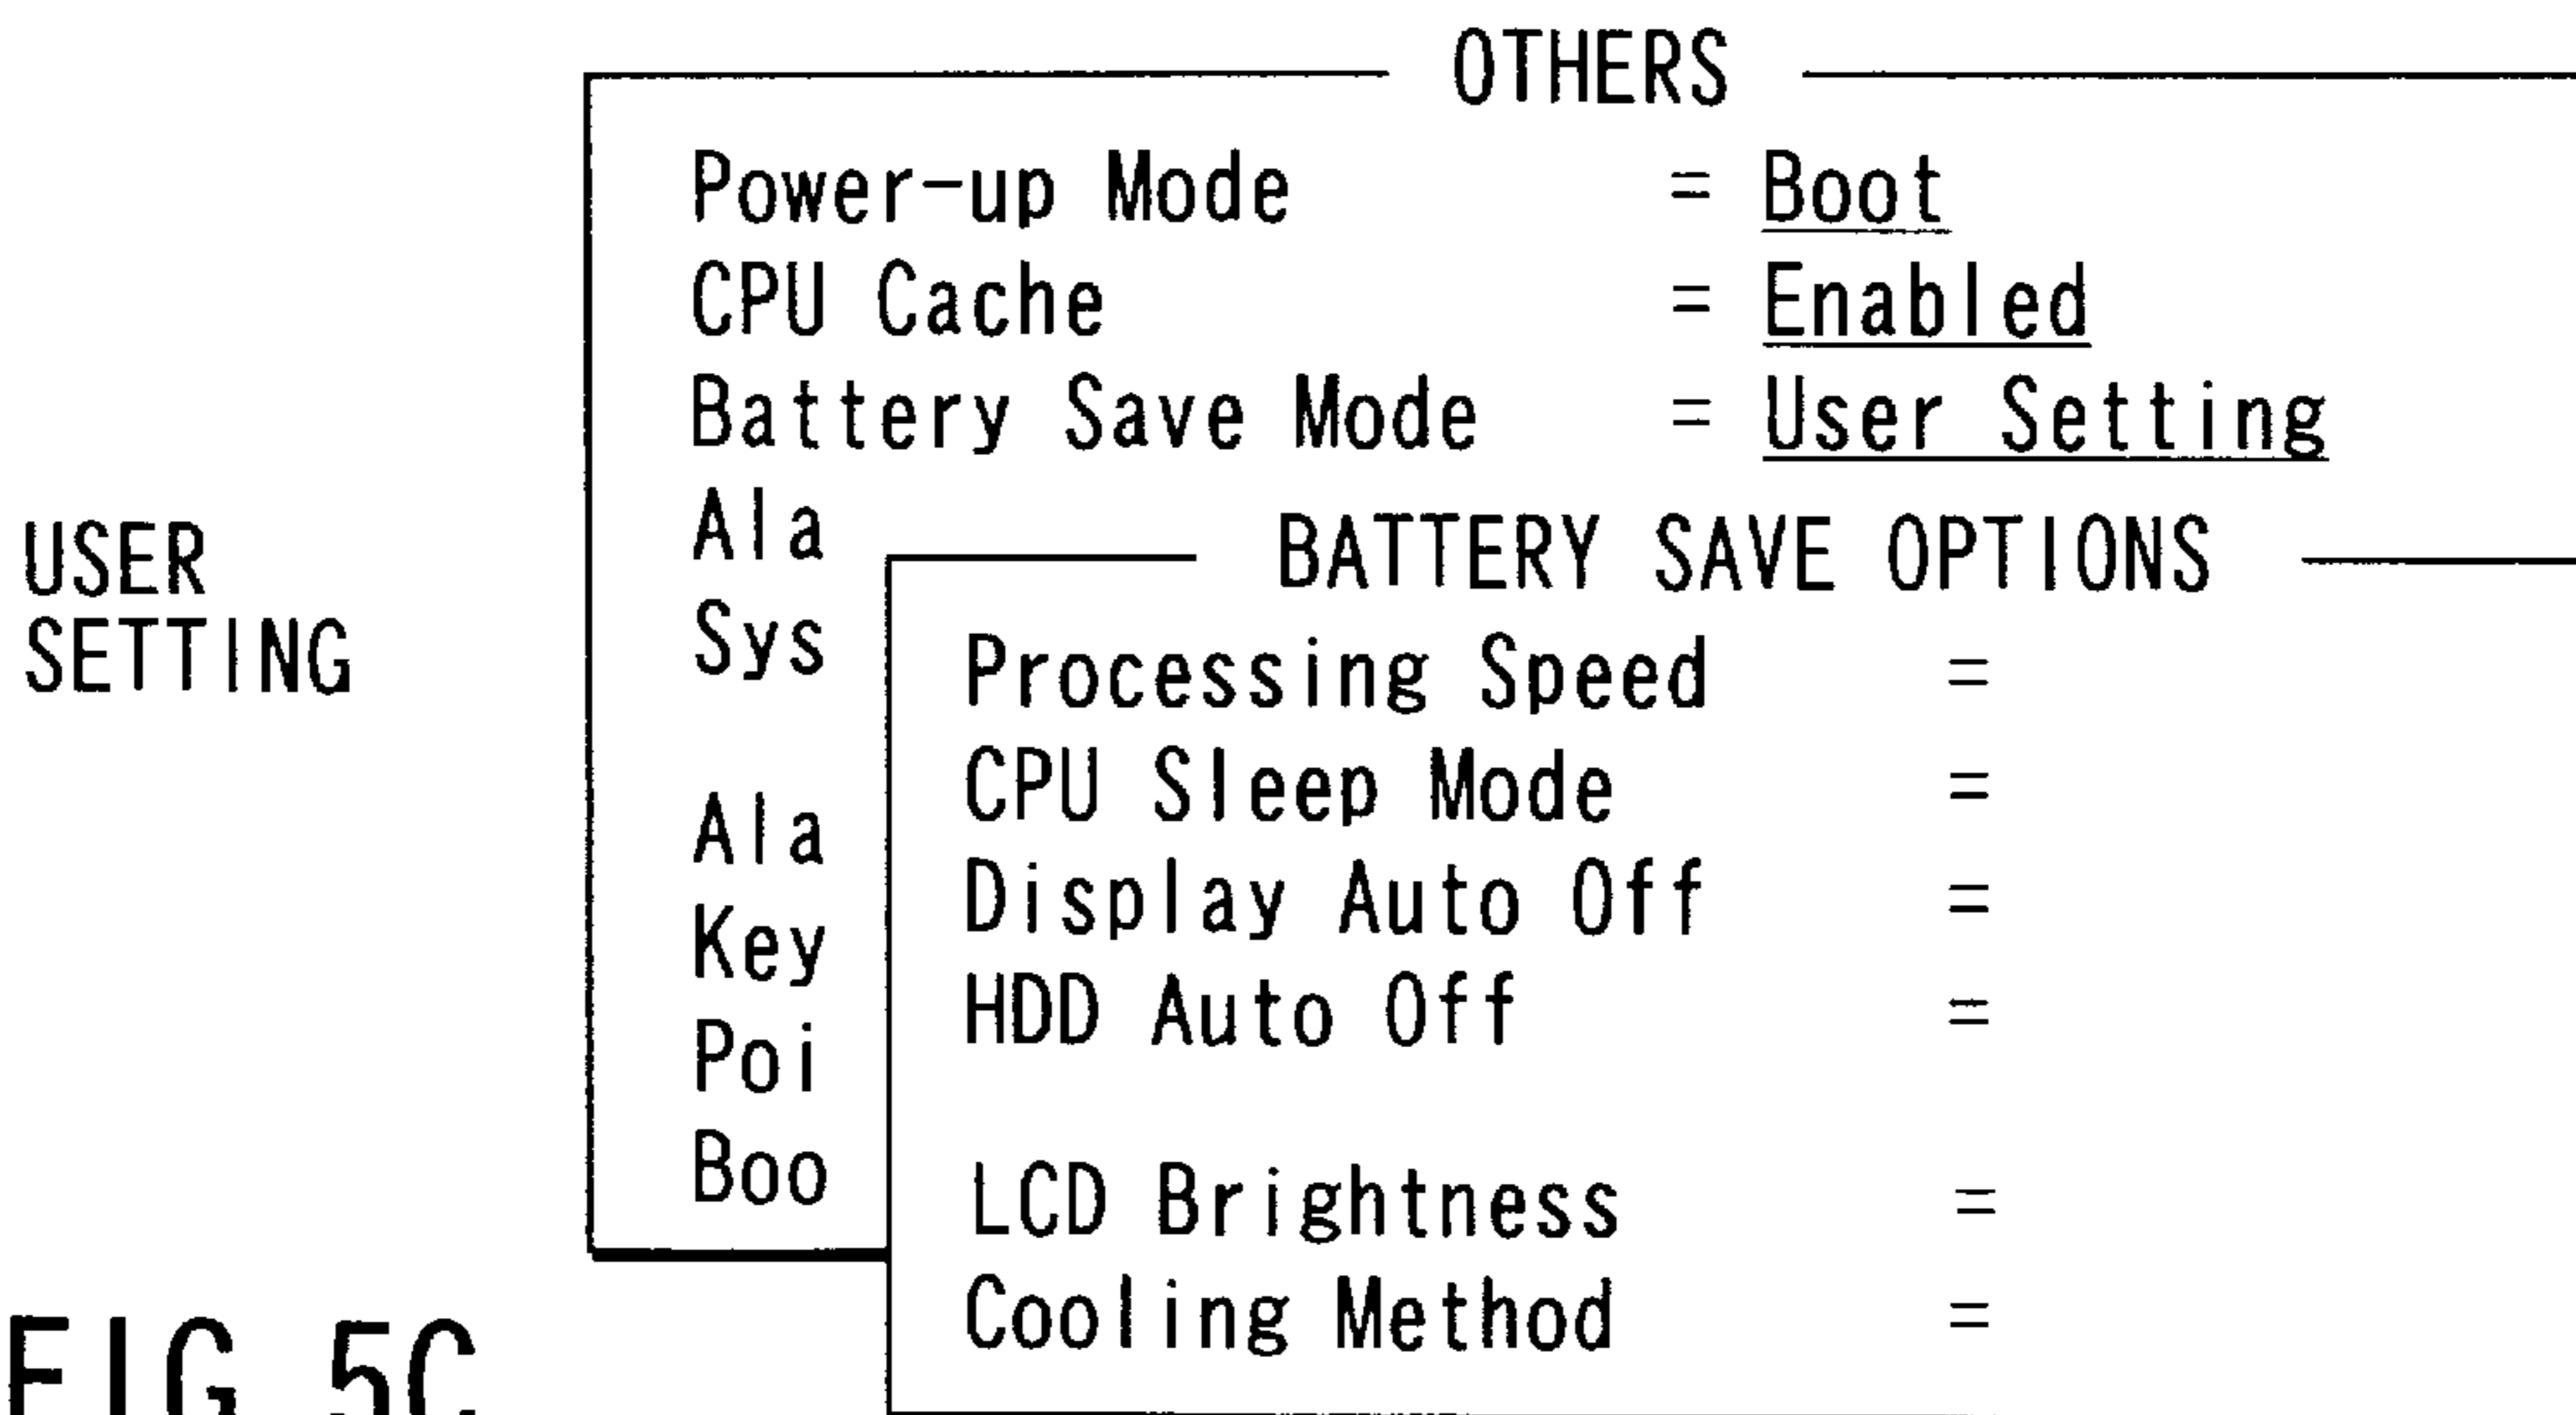 OTHERS
Power-up Mode = Boot
CPU Cache = Enabled
Battery Save Mode = User Setting
Ala
Sys
Ala
Key
Poi
Boo
BATTERY SAVE OPTIONS
Processing Speed =
CPU Sleep Mode =
Display Auto Off =
HDD Auto Off =
LCD Brightness =
Cooling Method =
USER
SETTING
FIG. 5C